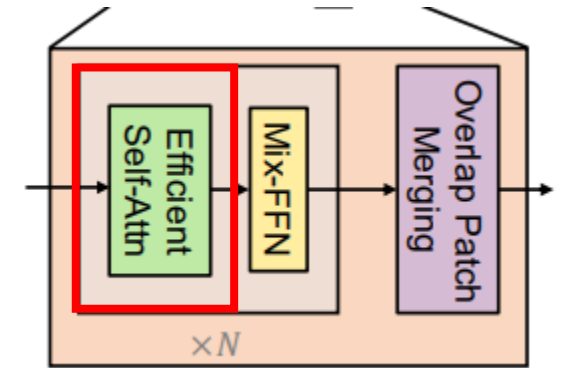 Efficient
Self-Attn
Mix-FFN
Overlap Patch
Merging
×N